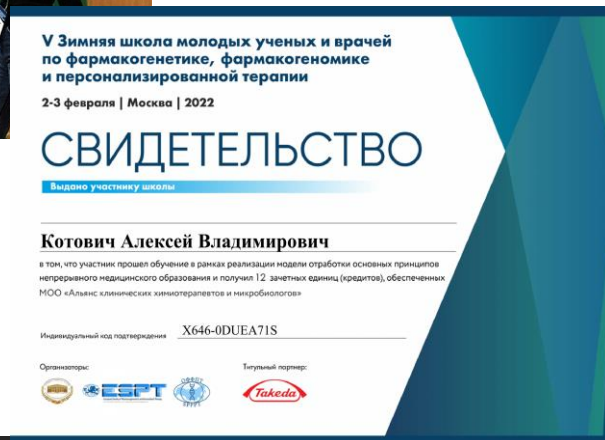 V Зимняя школа молодых ученых и врачей
по фармакогенетике, фармакогеномике
и персонализированной терапии
2-3 февраля | Москва | 2022
СВИДЕТЕЛЬСТВО
Выдано участнику школы
Котович Алексей Владимирович
в том, что участник прошел обучение в рамках реализации модели отработки основных принципов
непрерывного медицинского образования и получил 12 зачетных единиц (кредитов), обеспеченных
МОО «Альянс клинических химиотерапевтов и микробиологов»
Индивидуальный код подтверждения X646-0DUEA71S
Организаторы: Титульный партнер:
ESPT Takeda